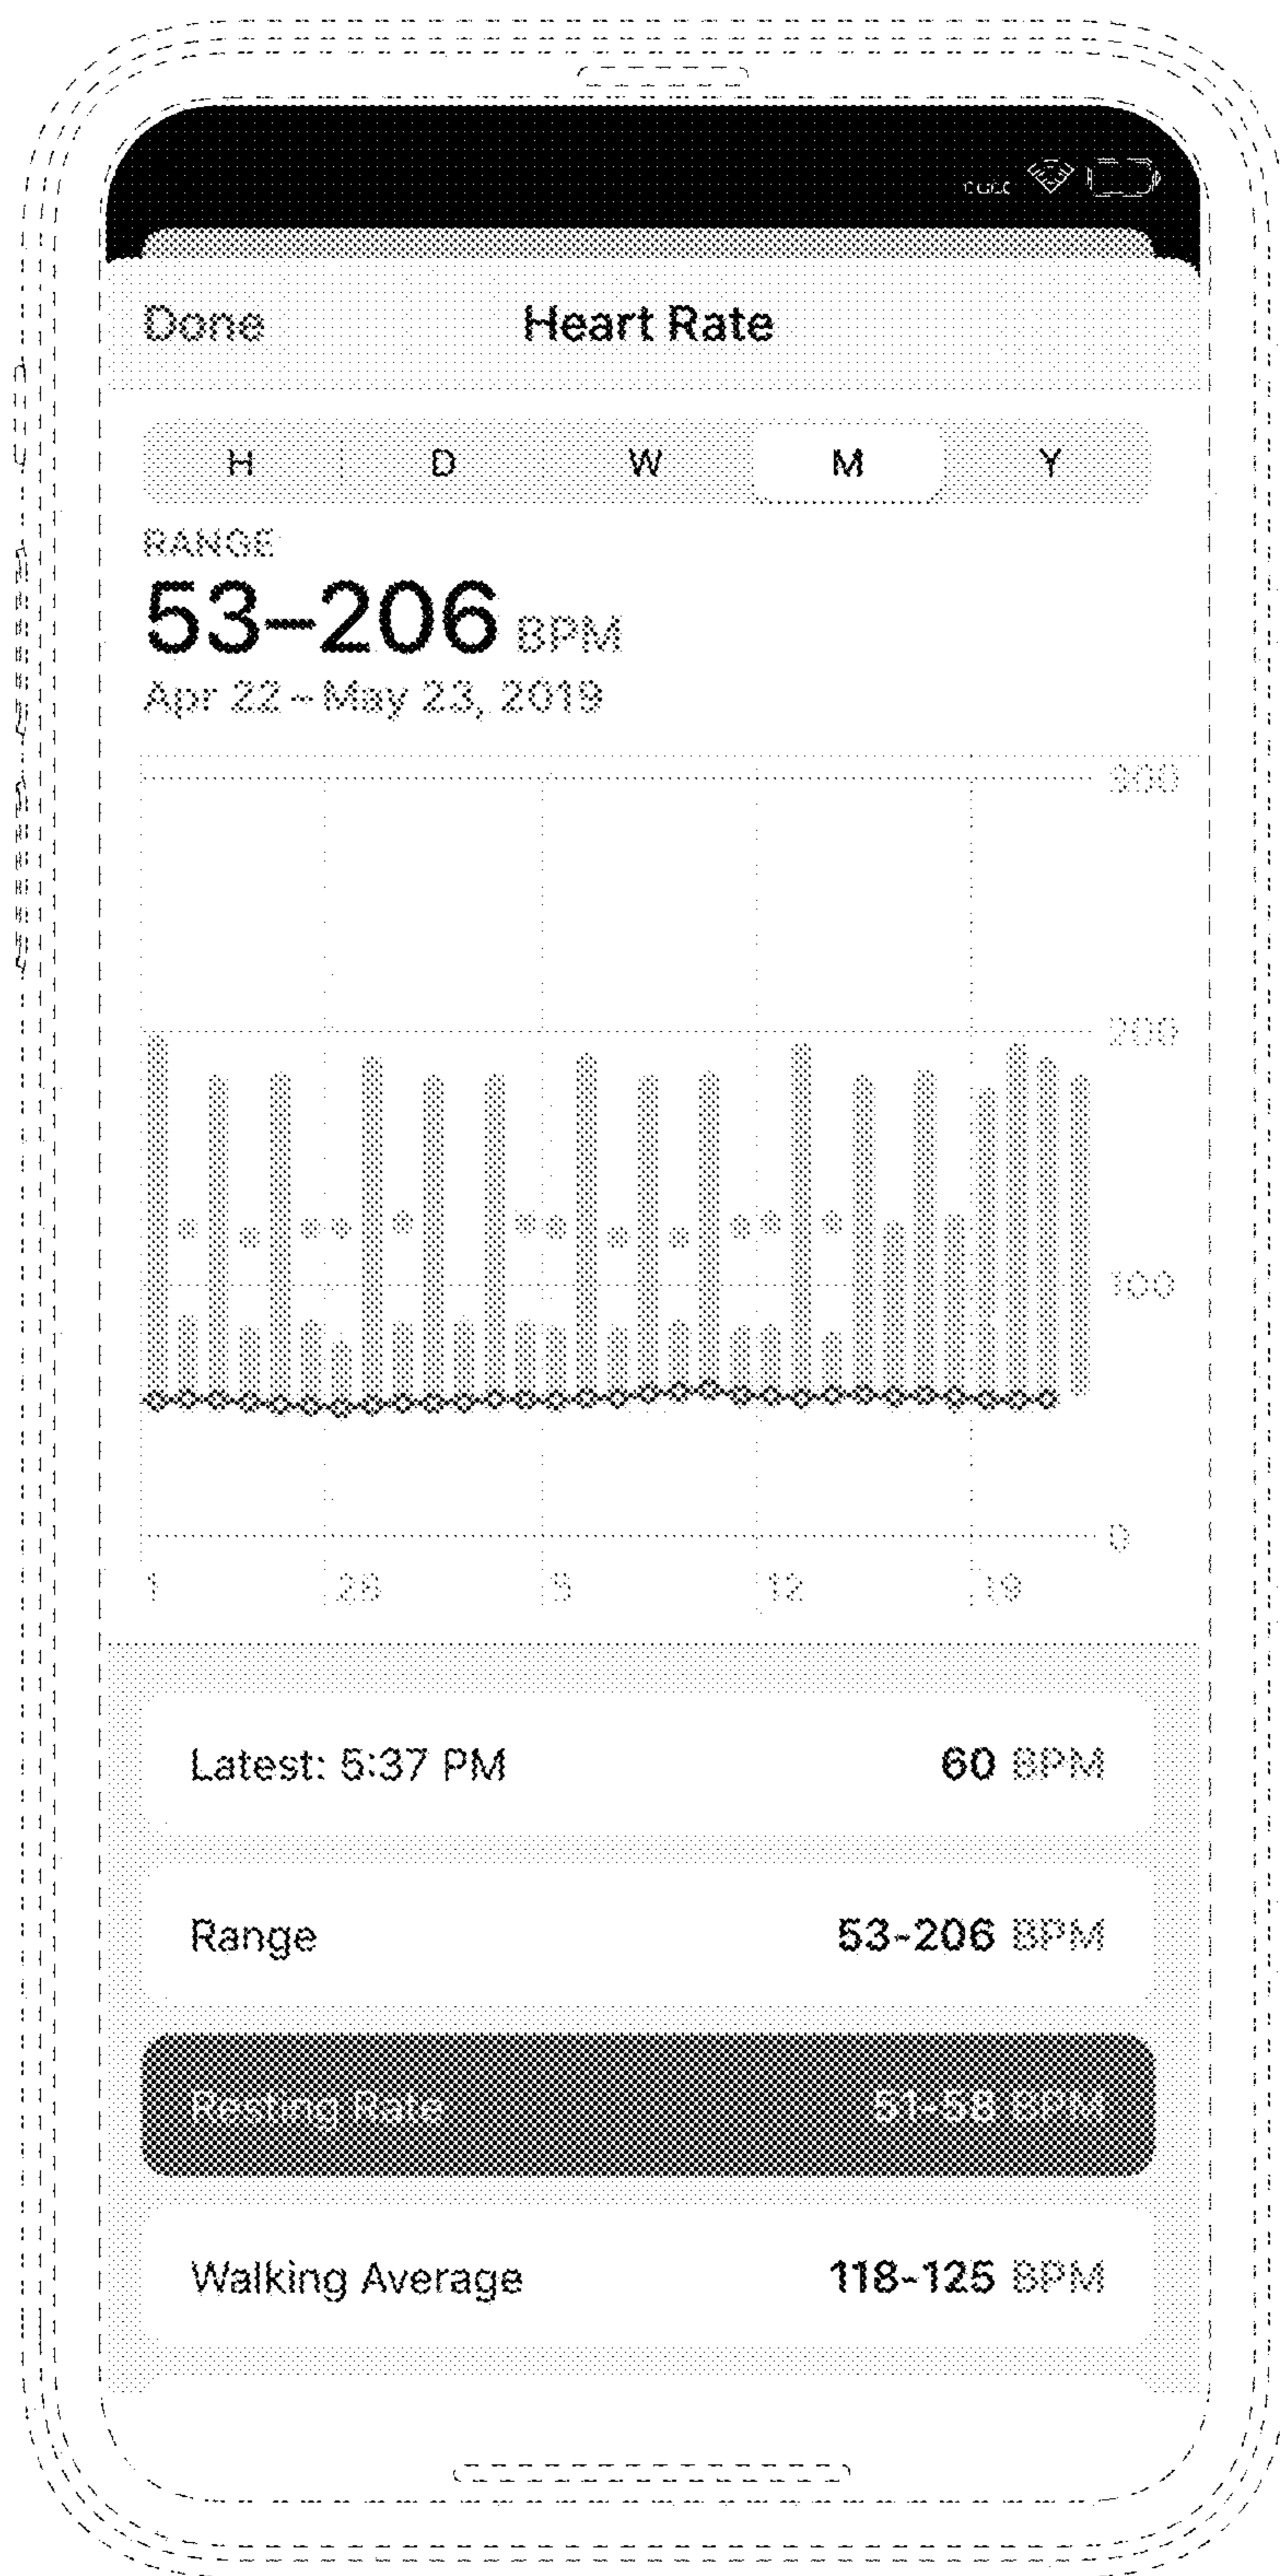 Done Heart Rate
H D W M Y
RANGE
53–206 BPM
Apr 22 – May 23, 2019
300
200
100
0
1 28 5 12 19
Latest: 5:37 PM 60 BPM
Range 53-206 BPM
Resting Rate 51-58 BPM
Walking Average 118-125 BPM